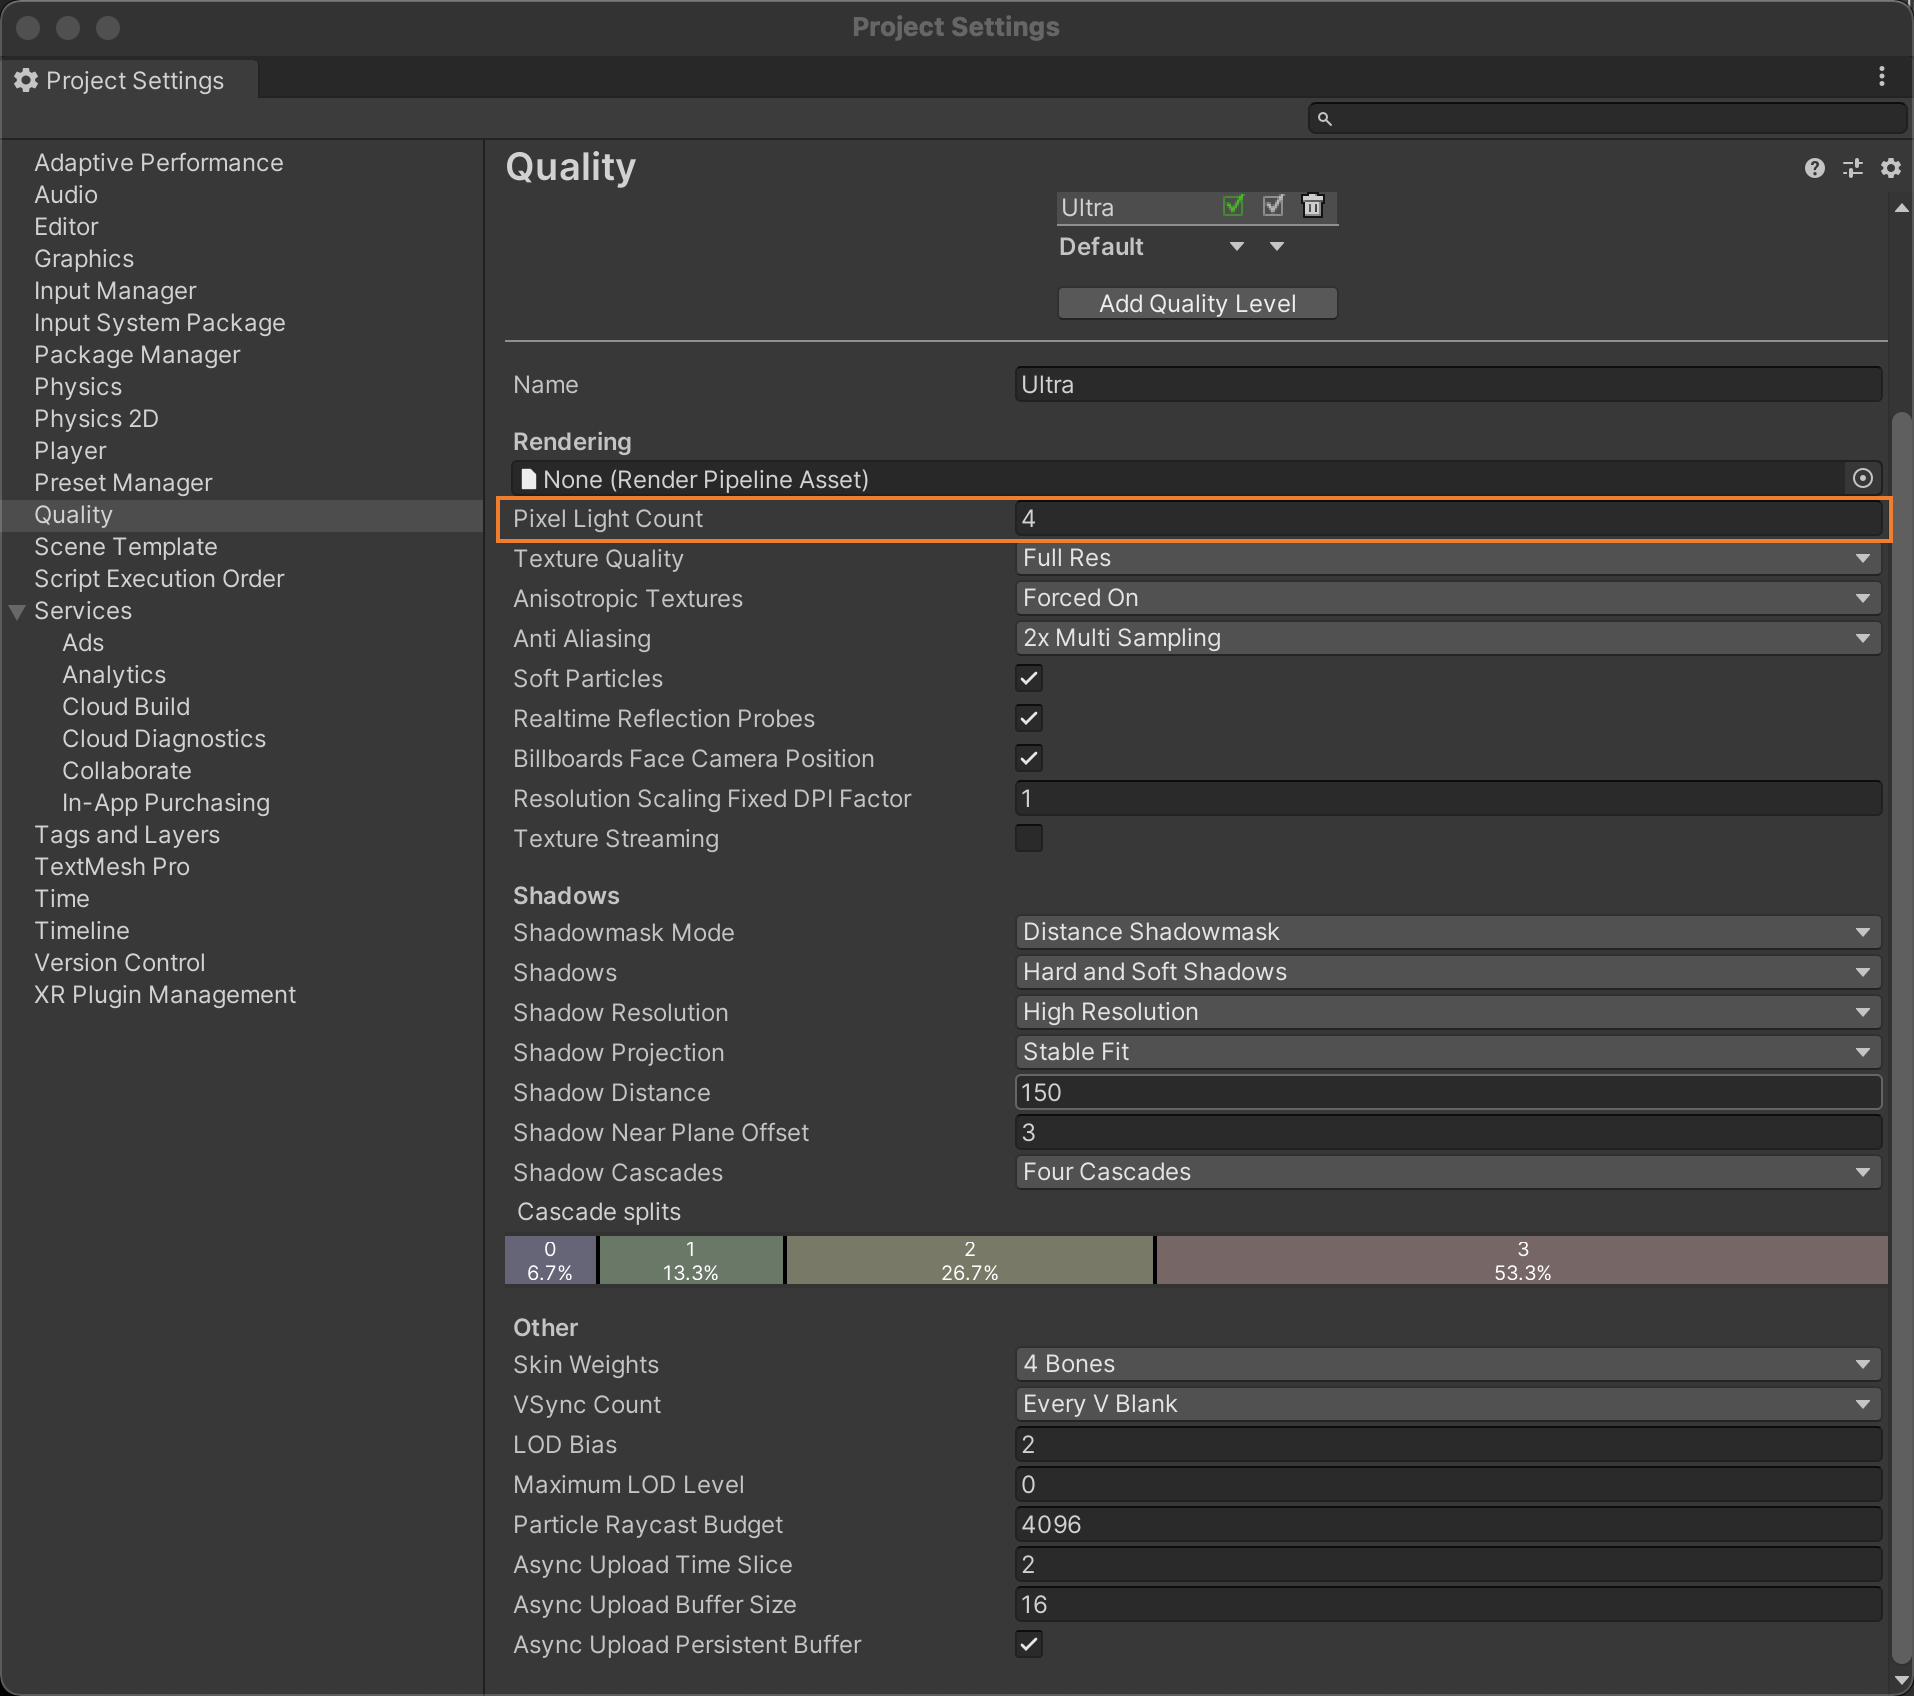 Project Settings
Project Settings
Adaptive Performance
Audio
Editor
Graphics
Input Manager
Input System Package
Package Manager
Physics
Physics 2D
Player
Preset Manager
Quality
Scene Template
Script Execution Order
Services
Ads
Analytics
Cloud Build
Cloud Diagnostics
Collaborate
In-App Purchasing
Tags and Layers
TextMesh Pro
Time
Timeline
Version Control
XR Plugin Management
Quality
Ultra
Default
Add Quality Level
Name Ultra
Rendering
None (Render Pipeline Asset)
Pixel Light Count 4
Texture Quality Full Res
Anisotropic Textures Forced On
Anti Aliasing 2x Multi Sampling
Soft Particles
Realtime Reflection Probes
Billboards Face Camera Position
Resolution Scaling Fixed DPI Factor 1
Texture Streaming
Shadows
Shadowmask Mode Distance Shadowmask
Shadows Hard and Soft Shadows
Shadow Resolution High Resolution
Shadow Projection Stable Fit
Shadow Distance 150
Shadow Near Plane Offset 3
Shadow Cascades Four Cascades
Cascade splits
0 1 2 3
6.7% 13.3% 26.7% 53.3%
Other
Skin Weights 4 Bones
VSync Count Every V Blank
LOD Bias 2
Maximum LOD Level 0
Particle Raycast Budget 4096
Async Upload Time Slice 2
Async Upload Buffer Size 16
Async Upload Persistent Buffer